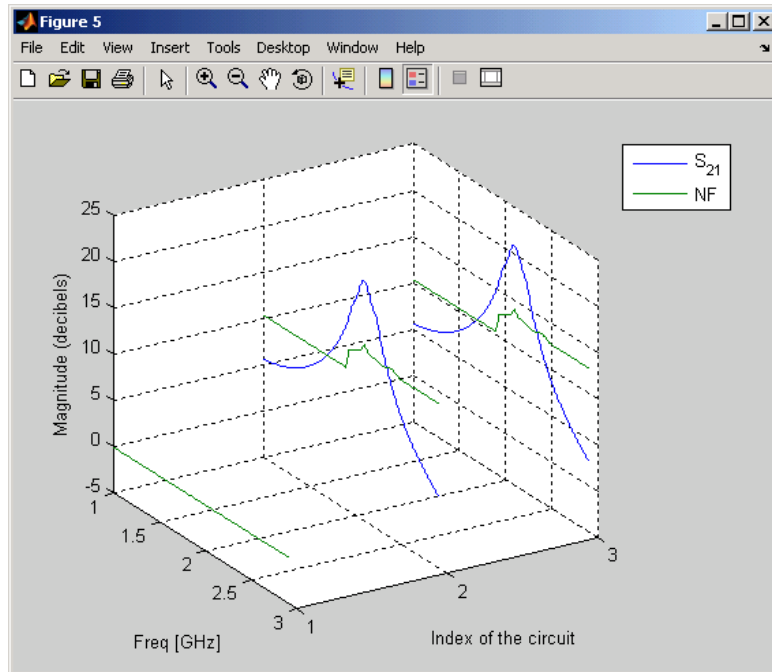 Figure 5
File Edit View Insert Tools Desktop Window Help
S21
NF
25
20
15
10
5
0
-5
Magnitude (decibels)
1
1.5
2
2.5
3
Freq [GHz]
1
2
3
Index of the circuit